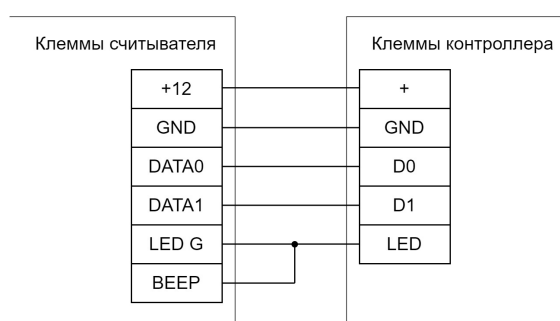 Клеммы считывателя
Клеммы контроллера
+12
+
GND
GND
DATA0
D0
DATA1
D1
LED G
LED
BEEP